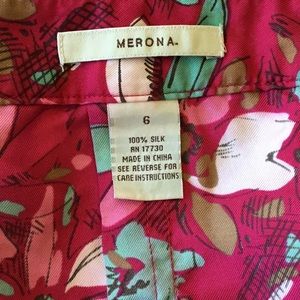 MERONA.
6
100% SILK
RN 17730
MADE IN CHINA
SEE REVERSE FOR
CARE INSTRUCTIONS